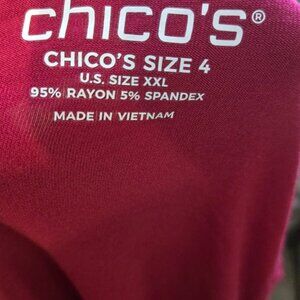 chico's®
CHICO'S SIZE 4
U.S. SIZE XXL
95% RAYON 5% SPANDEX
MADE IN VIETNAM